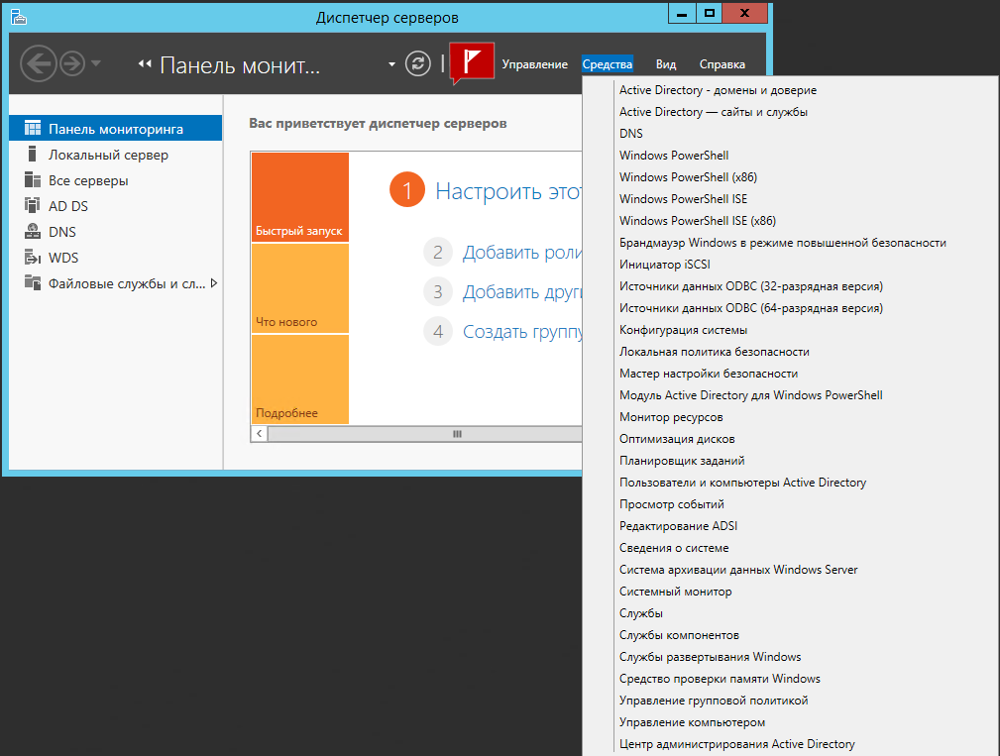 Диспетчер серверов
Панель монит...
Управление
Средства
Вид
Справка
Панель мониторинга
Локальный сервер
Все серверы
AD DS
DNS
WDS
Файловые службы и сл...
Вас приветствует диспетчер серверов
Быстрый запуск
Что нового
Подробнее
1 Настроить этот
2 Добавить роли
3 Добавить други
4 Создать группу
Active Directory - домены и доверие
Active Directory — сайты и службы
DNS
Windows PowerShell
Windows PowerShell (x86)
Windows PowerShell ISE
Windows PowerShell ISE (x86)
Брандмауэр Windows в режиме повышенной безопасности
Инициатор iSCSI
Источники данных ODBC (32-разрядная версия)
Источники данных ODBC (64-разрядная версия)
Конфигурация системы
Локальная политика безопасности
Мастер настройки безопасности
Модуль Active Directory для Windows PowerShell
Монитор ресурсов
Оптимизация дисков
Планировщик заданий
Пользователи и компьютеры Active Directory
Просмотр событий
Редактирование ADSI
Сведения о системе
Система архивации данных Windows Server
Системный монитор
Службы
Службы компонентов
Службы развертывания Windows
Средство проверки памяти Windows
Управление групповой политикой
Управление компьютером
Центр администрирования Active Directory